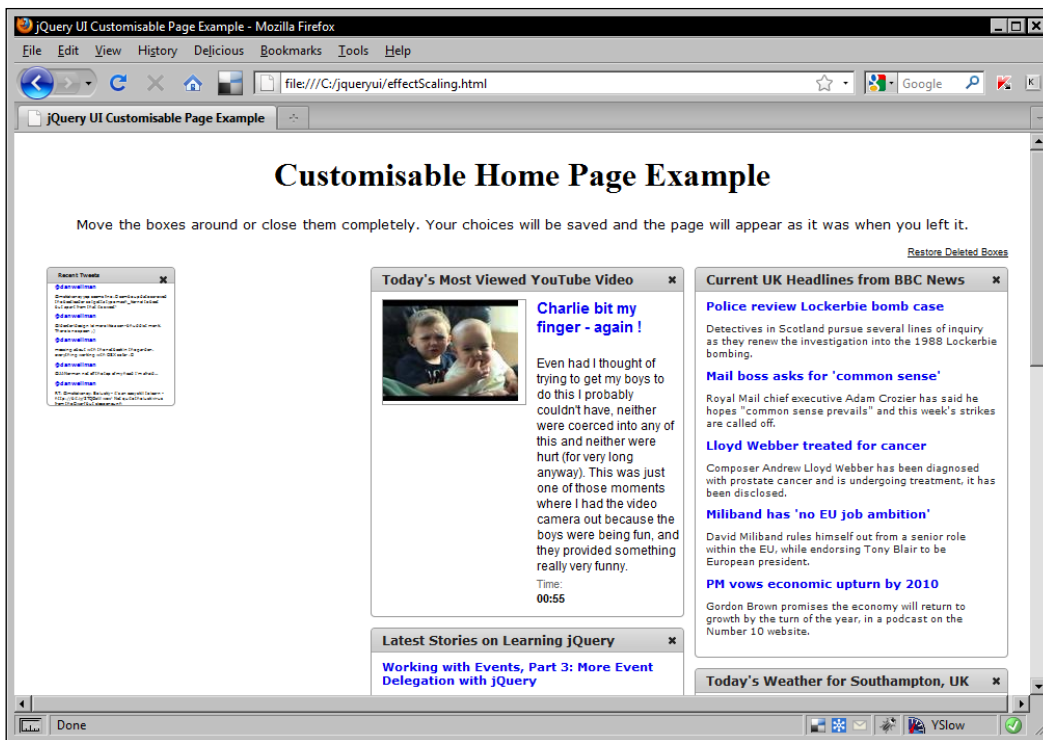 jQuery UI Customisable Page Example - Mozilla Firefox
File Edit View History Delicious Bookmarks Tools Help
file:///C:/jqueryui/effectScaling.html
Google
K
jQuery UI Customisable Page Example
Customisable Home Page Example
Move the boxes around or close them completely. Your choices will be saved and the page will appear as it was when you left it.
Restore Deleted Boxes
Recent Tweets
@danwellman
@danwellman
@danwellman
@danwellman
@danwellman
Today's Most Viewed YouTube Video
Charlie bit my
finger - again !
Even had I thought of
trying to get my boys to
do this I probably
couldn't have, neither
were coerced into any of
this and neither were
hurt (for very long
anyway). This was just
one of those moments
where I had the video
camera out because the
boys were being fun, and
they provided something
really very funny.
Time:
00:55
Latest Stories on Learning jQuery
Working with Events, Part 3: More Event
Delegation with jQuery
Current UK Headlines from BBC News
Police review Lockerbie bomb case
Detectives in Scotland pursue several lines of inquiry
as they renew the investigation into the 1988 Lockerbie
bombing.
Mail boss asks for 'common sense'
Royal Mail chief executive Adam Crozier has said he
hopes "common sense prevails" and this week's strikes
are called off.
Lloyd Webber treated for cancer
Composer Andrew Lloyd Webber has been diagnosed
with prostate cancer and is undergoing treatment, it has
been disclosed.
Miliband has 'no EU job ambition'
David Miliband rules himself out from a senior role
within the EU, while endorsing Tony Blair to be
European president.
PM vows economic upturn by 2010
Gordon Brown promises the economy will return to
growth by the turn of the year, in a podcast on the
Number 10 website.
Today's Weather for Southampton, UK
Done
YSlow